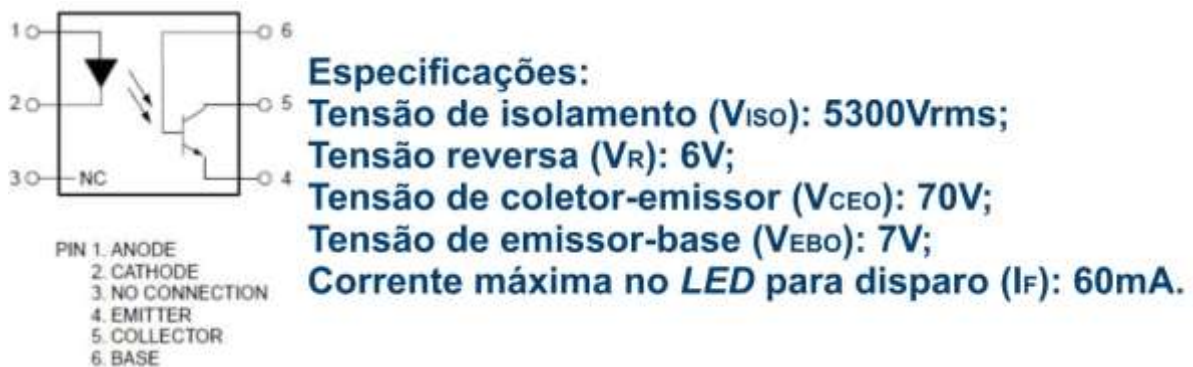 1
6
2
5
3
NC
4
PIN 1. ANODE
2. CATHODE
3. NO CONNECTION
4. EMITTER
5. COLLECTOR
6. BASE
Especificações:
Tensão de isolamento (VISO): 5300Vrms;
Tensão reversa (VR): 6V;
Tensão de coletor-emissor (VCEO): 70V;
Tensão de emissor-base (VEBO): 7V;
Corrente máxima no LED para disparo (IF): 60mA.